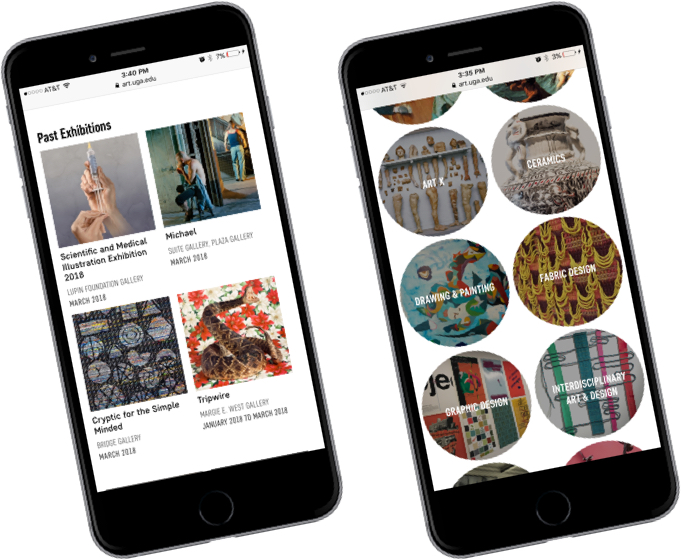 ●○○○○ AT&T
3:40 PM
7%
art.uga.edu
Past Exhibitions
Scientific and Medical
Illustration Exhibition
2018
LUPIN FOUNDATION GALLERY
MARCH 2018
Michael
SUITE GALLERY, PLAZA GALLERY
MARCH 2018
Cryptic for the Simple
Minded
BRIDGE GALLERY
MARCH 2018
Tripwire
MARGIE E. WEST GALLERY
JANUARY 2018 TO MARCH 2018
●○○○○ AT&T
3:35 PM
3%
art.uga.edu
ART X
CERAMICS
DRAWING & PAINTING
FABRIC DESIGN
GRAPHIC DESIGN
INTERDISCIPLINARY
ART & DESIGN